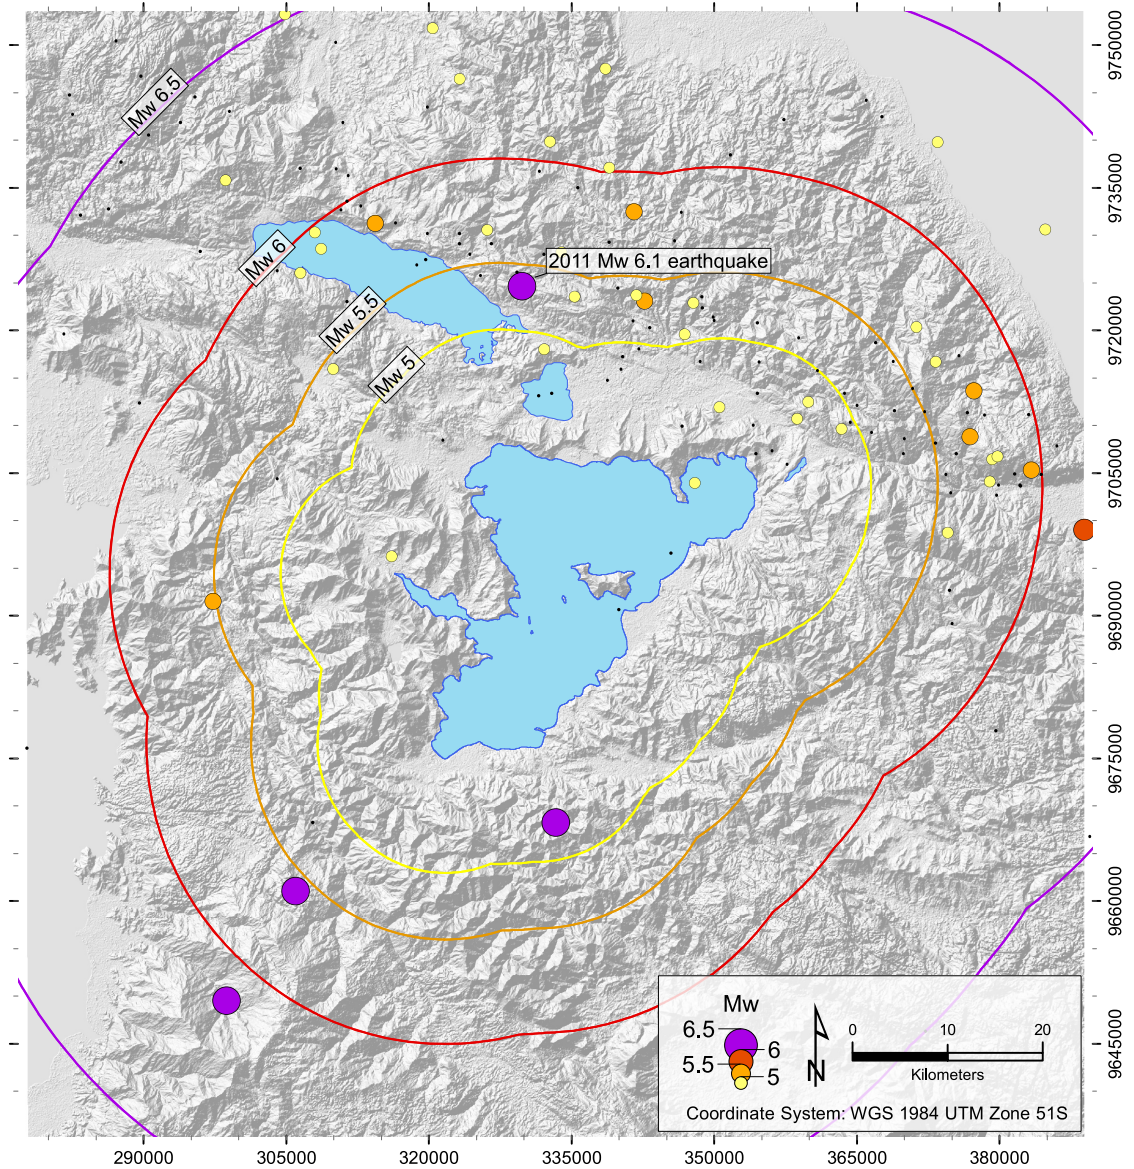 Mw 6.5
9750000
9735000
Mw 6
2011 Mw 6.1 earthquake
Mw 5.5
9720000
Mw 5
9705000
9690000
9675000
9660000
9645000
Mw
6.5
6
5.5
5
N
0 10 20
Kilometers
Coordinate System: WGS 1984 UTM Zone 51S
290000 305000 320000 335000 350000 365000 380000